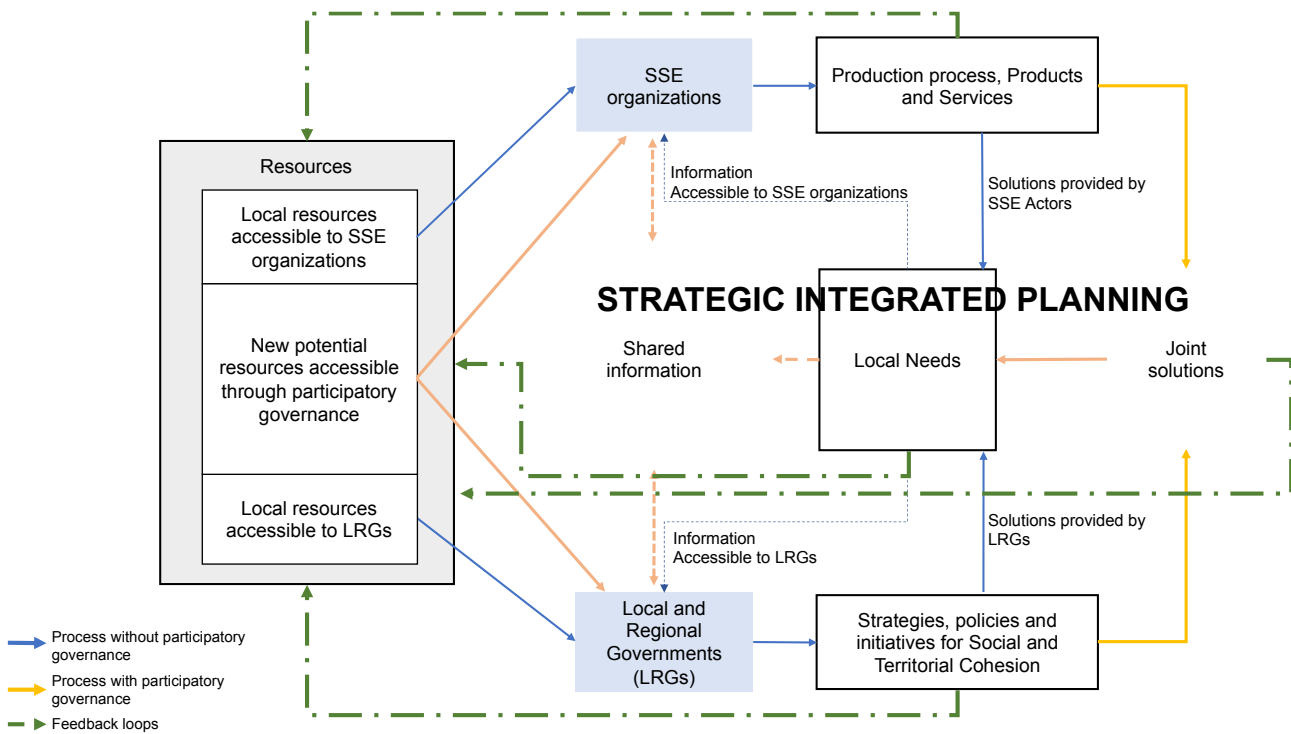 SSE
organizations
Production process, Products
and Services
Resources
Information
Accessible to SSE organizations
Solutions provided by
SSE Actors
Local resources
accessible to SSE
organizations
STRATEGIC INTEGRATED PLANNING
New potential
resources accessible
through participatory
governance
Shared
information
Local Needs
Joint
solutions
Local resources
accessible to LRGs
Information
Accessible to LRGs
Solutions provided by
LRGs
Local and
Regional
Governments
(LRGs)
Strategies, policies and
initiatives for Social and
Territorial Cohesion
Process without participatory
governance
Process with participatory
governance
Feedback loops